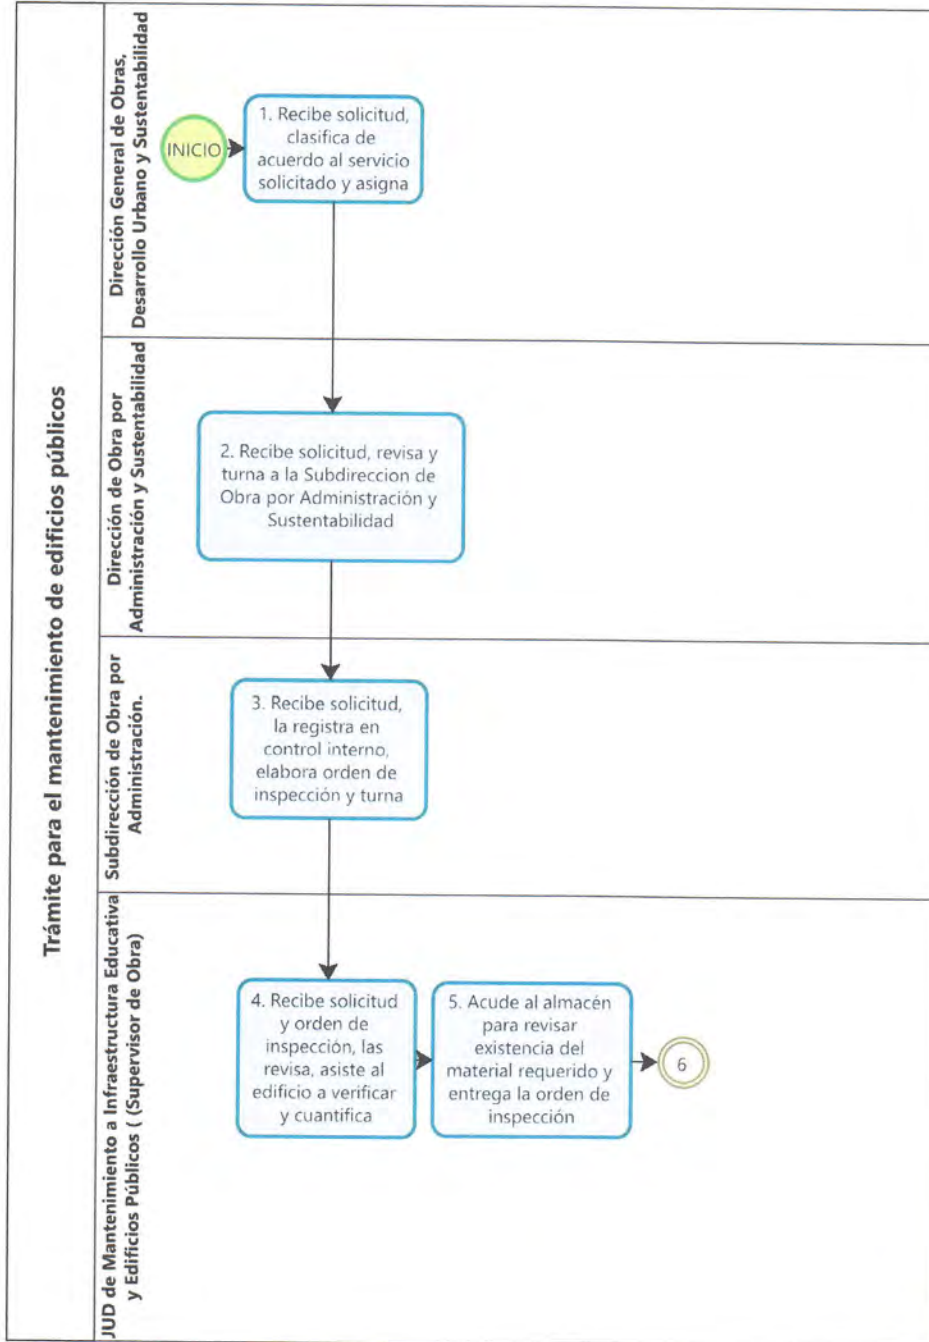 Trámite para el mantenimiento de edificios públicos
Dirección General de Obras,
Desarrollo Urbano y Sustentabilidad
INICIO
1. Recibe solicitud,
clasifica de
acuerdo al servicio
solicitado y asigna
Dirección de Obra por
Administración y Sustentabilidad
2. Recibe solicitud, revisa y
turna a la Subdireccion de
Obra por Administración y
Sustentabilidad
Subdirección de Obra por
Administración.
3. Recibe solicitud,
la registra en
control interno,
elabora orden de
inspección y turna
JUD de Mantenimiento a Infraestructura Educativa
y Edificios Públicos ( (Supervisor de Obra)
4. Recibe solicitud
y orden de
inspección, las
revisa, asiste al
edificio a verificar
y cuantifica
5. Acude al almacén
para revisar
existencia del
material requerido y
entrega la orden de
inspección
6